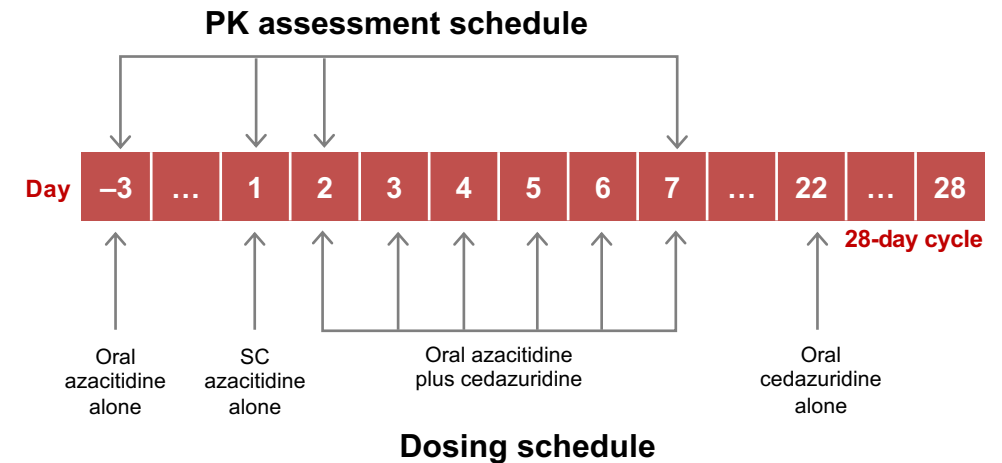 PK assessment schedule
Day –3 … 1 2 3 4 5 6 7 … 22 … 28
28-day cycle
Oral
azacitidine
alone
SC
azacitidine
alone
Oral azacitidine
plus cedazuridine
Oral
cedazuridine
alone
Dosing schedule